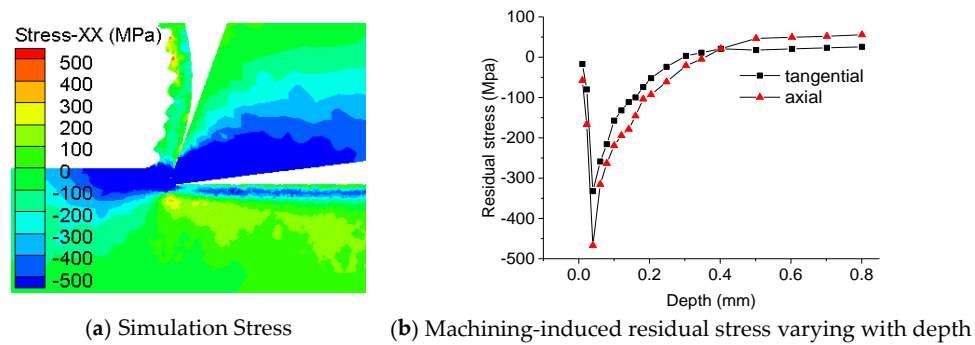 Stress-XX (MPa)
500
400
300
200
100
0
-100
-200
-300
-400
-500
(a) Simulation Stress
100
0
-100
-200
-300
-400
-500
Residual stress (Mpa)
tangential
axial
0.0 0.2 0.4 0.6 0.8
Depth (mm)
(b) Machining-induced residual stress varying with depth